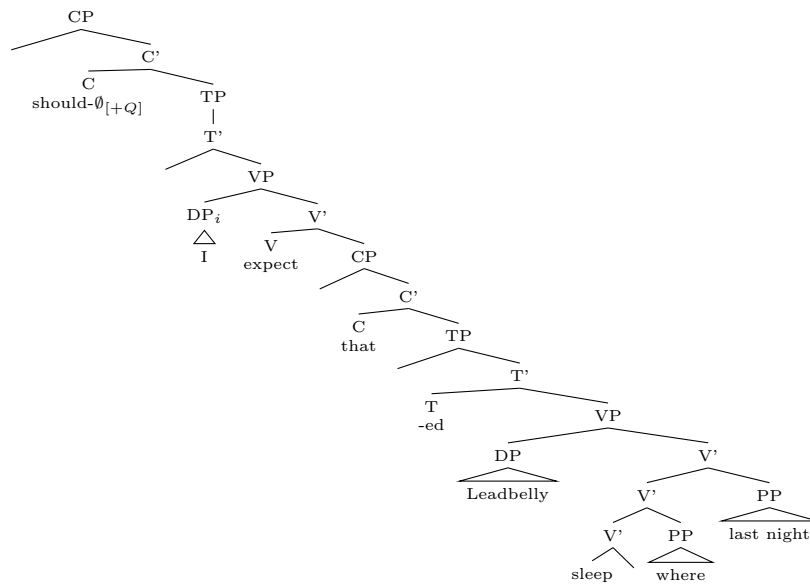 CP
C'
C
should-∅[+Q]
TP
T'
VP
DPi
V'
I
V
expect
CP
C'
C
that
TP
T'
T
-ed
VP
DP
V'
Leadbelly
V'
PP
last night
V'
PP
sleep
where